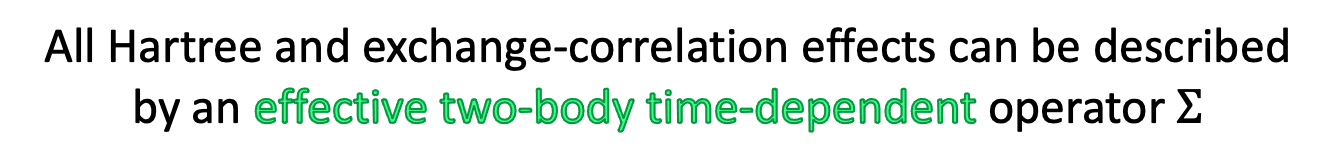 All Hartree and exchange-correlation effects can be described
by an effective two-body time-dependent operator Σ